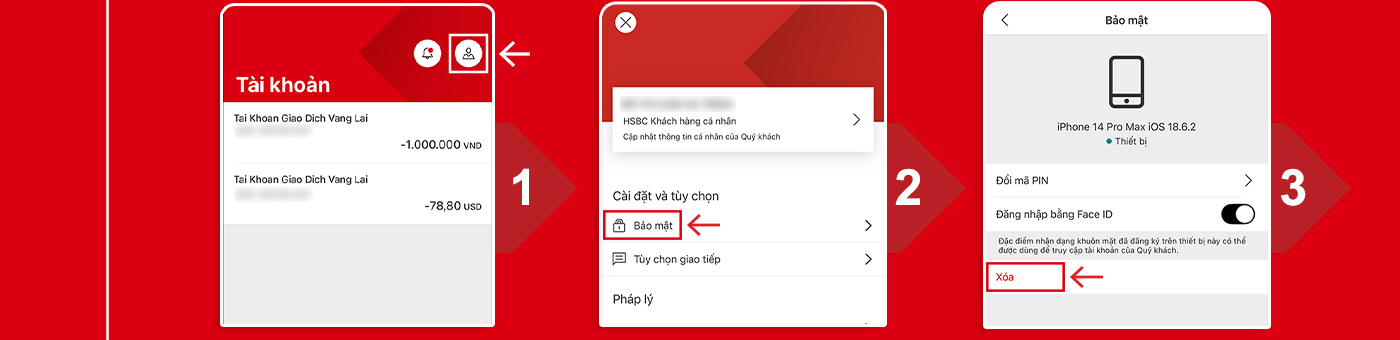 Tài khoản
Tai Khoan Giao Dich Vang Lai
-1.000.000 VND
Tai Khoan Giao Dich Vang Lai
-78,80 USD
1
HSBC Khách hàng cá nhân
Cập nhật thông tin cá nhân của Quý khách
Cài đặt và tùy chọn
Bảo mật
Tùy chọn giao tiếp
Pháp lý
2
Bảo mật
iPhone 14 Pro Max iOS 18.6.2
Thiết bị
Đổi mã PIN
Đăng nhập bằng Face ID
Đặc điểm nhận dạng khuôn mặt đã đăng ký trên thiết bị này có thể
được dùng để truy cập tài khoản của Quý khách.
Xóa
3